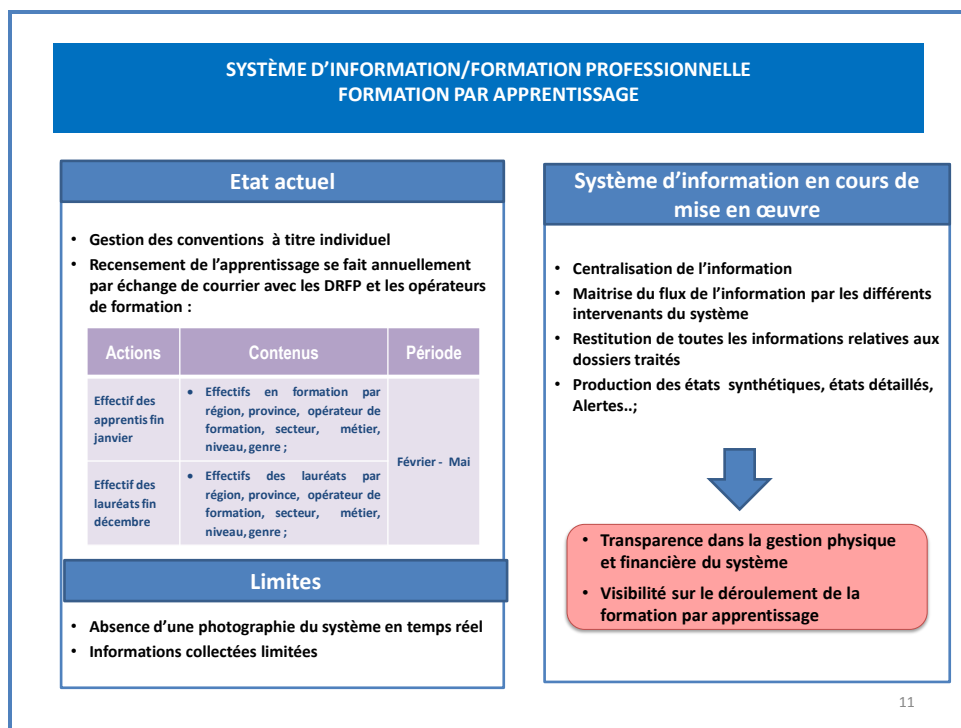 SYSTÈME D'INFORMATION/FORMATION PROFESSIONNELLE
FORMATION PAR APPRENTISSAGE
Etat actuel
• Gestion des conventions à titre individuel
• Recensement de l'apprentissage se fait annuellement
par échange de courrier avec les DRFP et les opérateurs
de formation :
Actions
Contenus
Période
Effectif des
apprentis fin
janvier
• Effectifs en formation par
région, province, opérateur de
formation, secteur, métier,
niveau, genre ;
Février - Mai
Effectif des
lauréats fin
décembre
• Effectifs des lauréats par
région, province, opérateur de
formation, secteur, métier,
niveau, genre ;
Limites
• Absence d'une photographie du système en temps réel
• Informations collectées limitées
Système d'information en cours de
mise en œuvre
• Centralisation de l'information
• Maitrise du flux de l'information par les différents
intervenants du système
• Restitution de toutes les informations relatives aux
dossiers traités
• Production des états synthétiques, états détaillés,
Alertes..;
• Transparence dans la gestion physique
et financière du système
• Visibilité sur le déroulement de la
formation par apprentissage
11